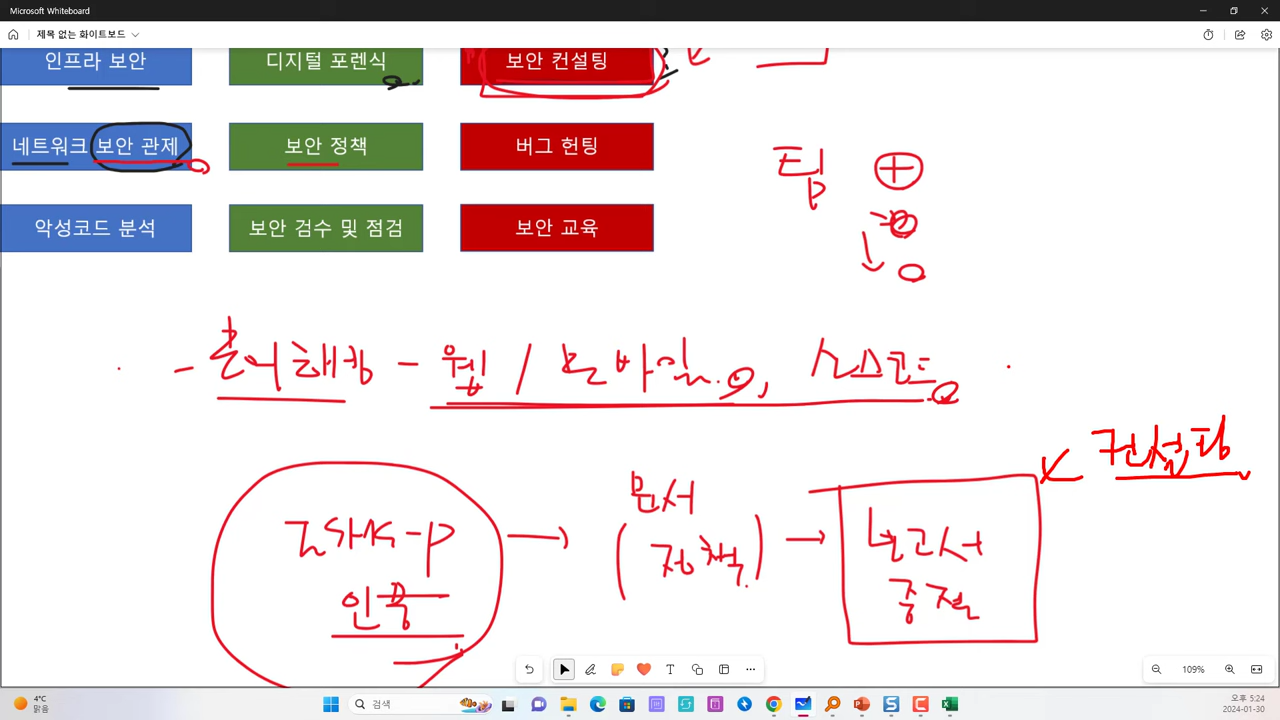 Microsoft Whiteboard
제목 없는 화이트보드
인프라 보안
디지털 포렌식
보안 컨설팅
네트워크 보안 관제
보안 정책
버그 헌팅
악성코드 분석
보안 검수 및 점검
보안 교육
팁
- 모의해킹 - 웹 / 모바일, 소스코드
컨설팅
문서
ISMS-P
정책
보고서
인증
109%
4℃
맑음
검색
오후 5:24
2024-01-30